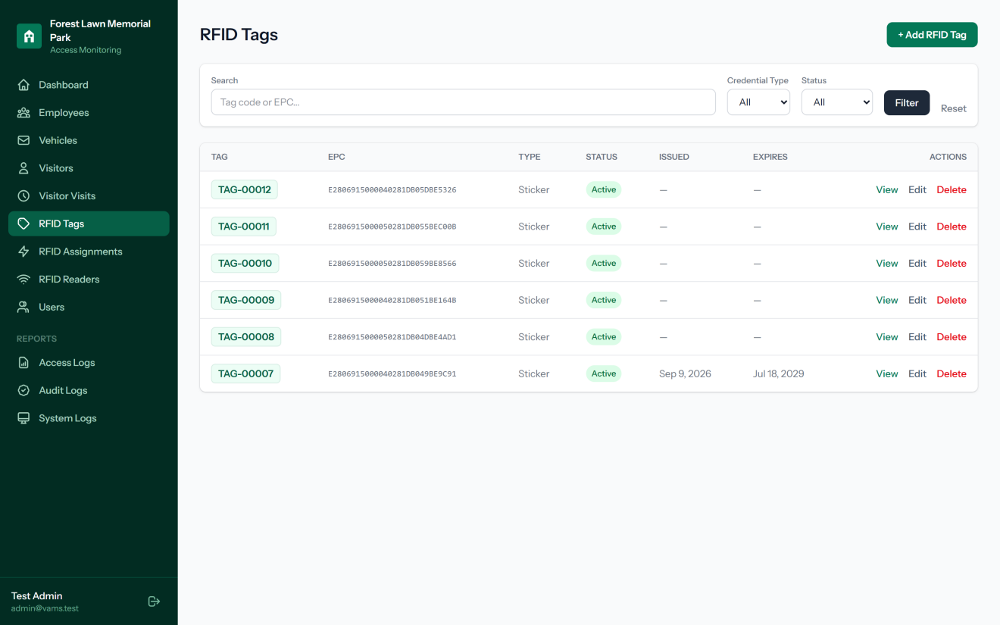 Forest Lawn Memorial
Park
Access Monitoring
Dashboard
Employees
Vehicles
Visitors
Visitor Visits
RFID Tags
RFID Assignments
RFID Readers
Users
REPORTS
Access Logs
Audit Logs
System Logs
Test Admin
admin@vams.test
RFID Tags
+ Add RFID Tag
Search
Credential Type
Status
Tag code or EPC...
All
All
Filter
Reset
TAG EPC TYPE STATUS ISSUED EXPIRES ACTIONS
TAG-00012 E2806915000040281DB05DBE5326 Sticker Active — — View Edit Delete
TAG-00011 E2806915000050281DB055BEC00B Sticker Active — — View Edit Delete
TAG-00010 E2806915000050281DB059BE8566 Sticker Active — — View Edit Delete
TAG-00009 E2806915000040281DB051BE164B Sticker Active — — View Edit Delete
TAG-00008 E2806915000050281DB04DBE4AD1 Sticker Active — — View Edit Delete
TAG-00007 E2806915000040281DB049BE9C91 Sticker Active Sep 9, 2026 Jul 18, 2029 View Edit Delete